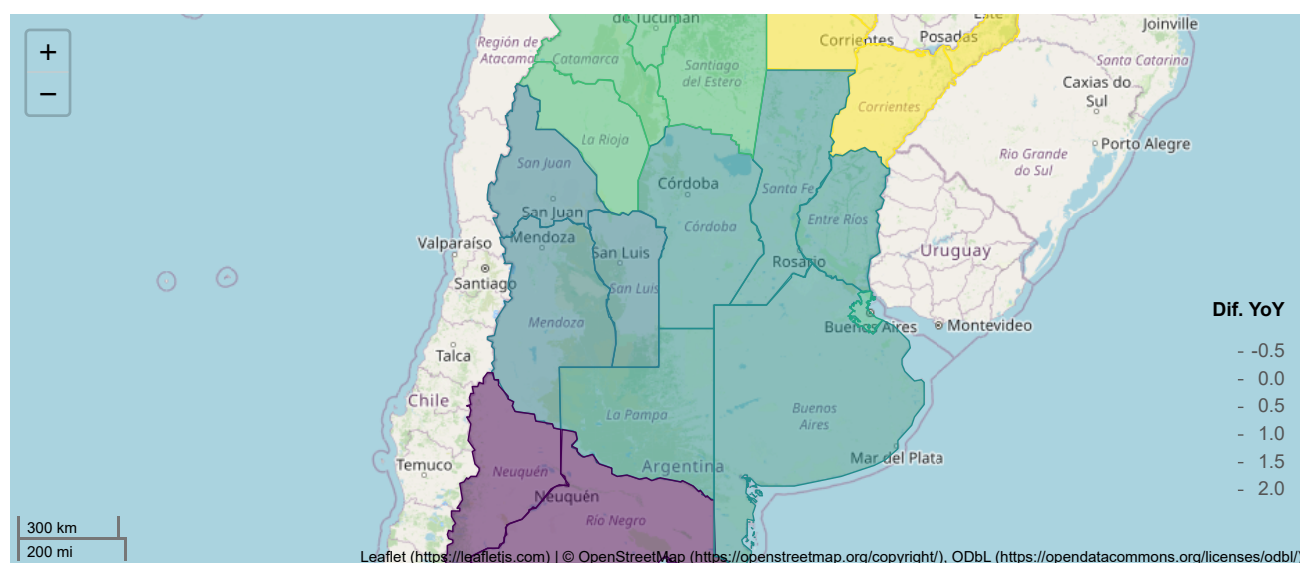 de Tucumán
Este
Joinville
Región de
Atacama
Catamarca
Santiago
del Estero
Corrientes
Posadas
Santa Catarina
Caxias do
Sul
+
−
La Rioja
Corrientes
Porto Alegre
Rio Grande
do Sul
San Juan
Córdoba
Santa Fe
San Juan
Córdoba
Entre Ríos
Mendoza
Valparaíso
San Luis
Rosario
Uruguay
Santiago
San Luis
Mendoza
Buenos Aires
Montevideo
Dif. YoY
- -0.5
- 0.0
- 0.5
- 1.0
- 1.5
- 2.0
Talca
Chile
La Pampa
Buenos
Aires
Mar del Plata
Temuco
Neuquén
Argentina
Neuquén
Río Negro
300 km
200 mi
Leaflet (https://leafletjs.com) | © OpenStreetMap (https://openstreetmap.org/copyright/), ODbL (https://opendatacommons.org/licenses/odbl/)